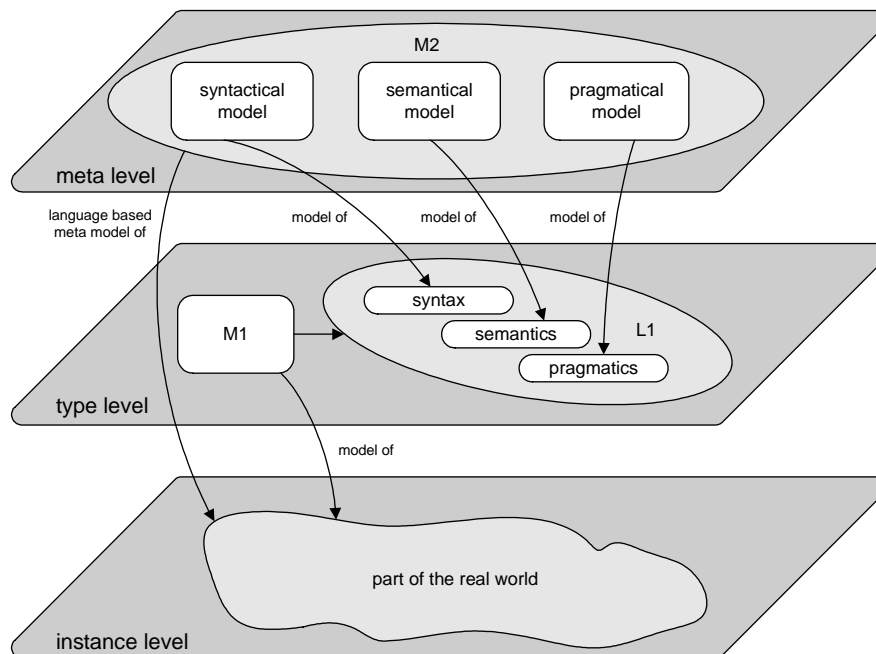 M2
syntactical
model
semantical
model
pragmatical
model
meta level
language based
meta model of
model of
model of
model of
syntax
M1
semantics
L1
pragmatics
type level
model of
part of the real world
instance level